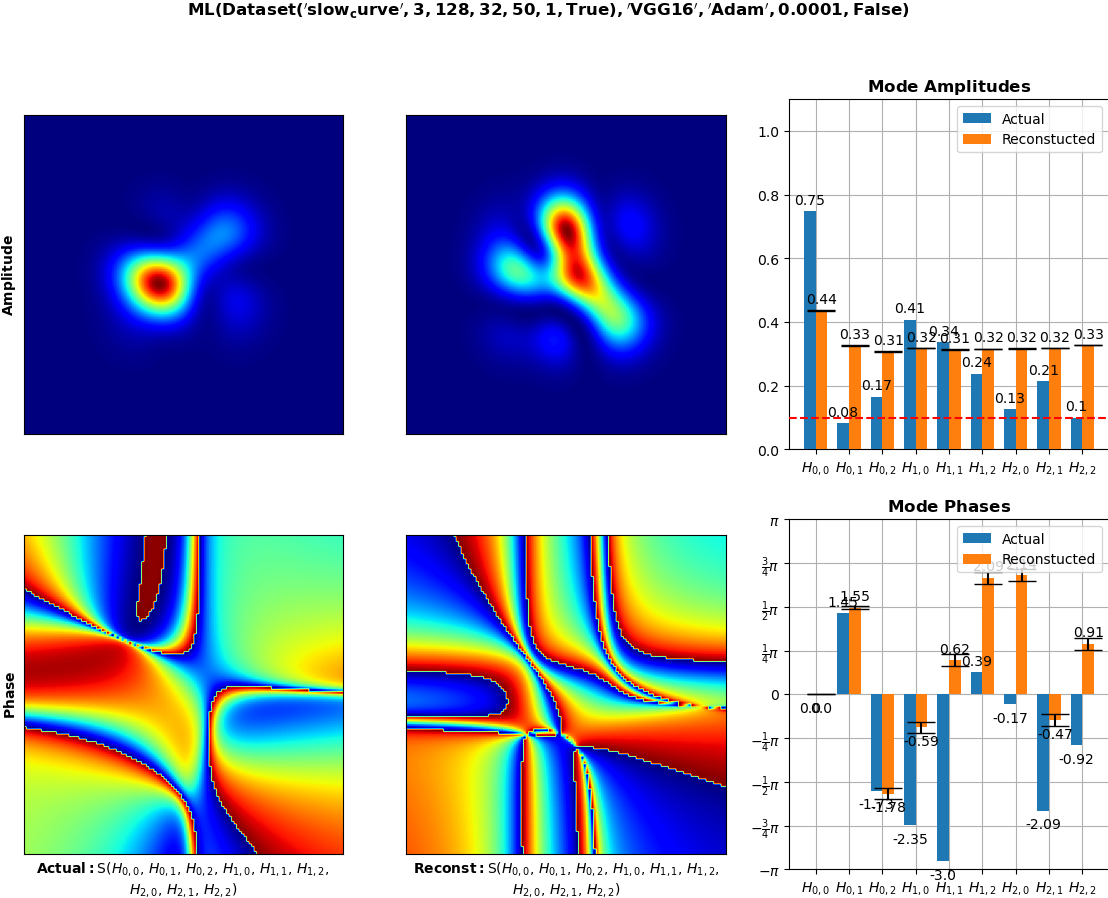 ML(Dataset('slow_curve', 3, 128, 32, 50, 1, True), 'VGG16', 'Adam', 0.0001, False)
Amplitude
Mode Amplitudes
Actual
Reconstucted
1.0
0.8
0.6
0.4
0.2
0.0
0.75
0.44
0.08
0.33
0.17
0.31
0.41
0.32
0.34
0.31
0.24
0.32
0.13
0.32
0.21
0.32
0.1
0.33
H0,0 H0,1 H0,2 H1,0 H1,1 H1,2 H2,0 H2,1 H2,2
Phase
Actual: S(H0,0, H0,1, H0,2, H1,0, H1,1, H1,2,
H2,0, H2,1, H2,2)
Reconst: S(H0,0, H0,1, H0,2, H1,0, H1,1, H1,2,
H2,0, H2,1, H2,2)
Mode Phases
Actual
Reconstucted
π
3/4π
1/2π
1/4π
0
−1/4π
−1/2π
−3/4π
−π
0.0
0.0
1.55
-1.78
-2.35
-0.59
-3.0
0.62
0.39
2.09
-0.17
-2.09
-0.47
-0.92
0.91
H0,0 H0,1 H0,2 H1,0 H1,1 H1,2 H2,0 H2,1 H2,2